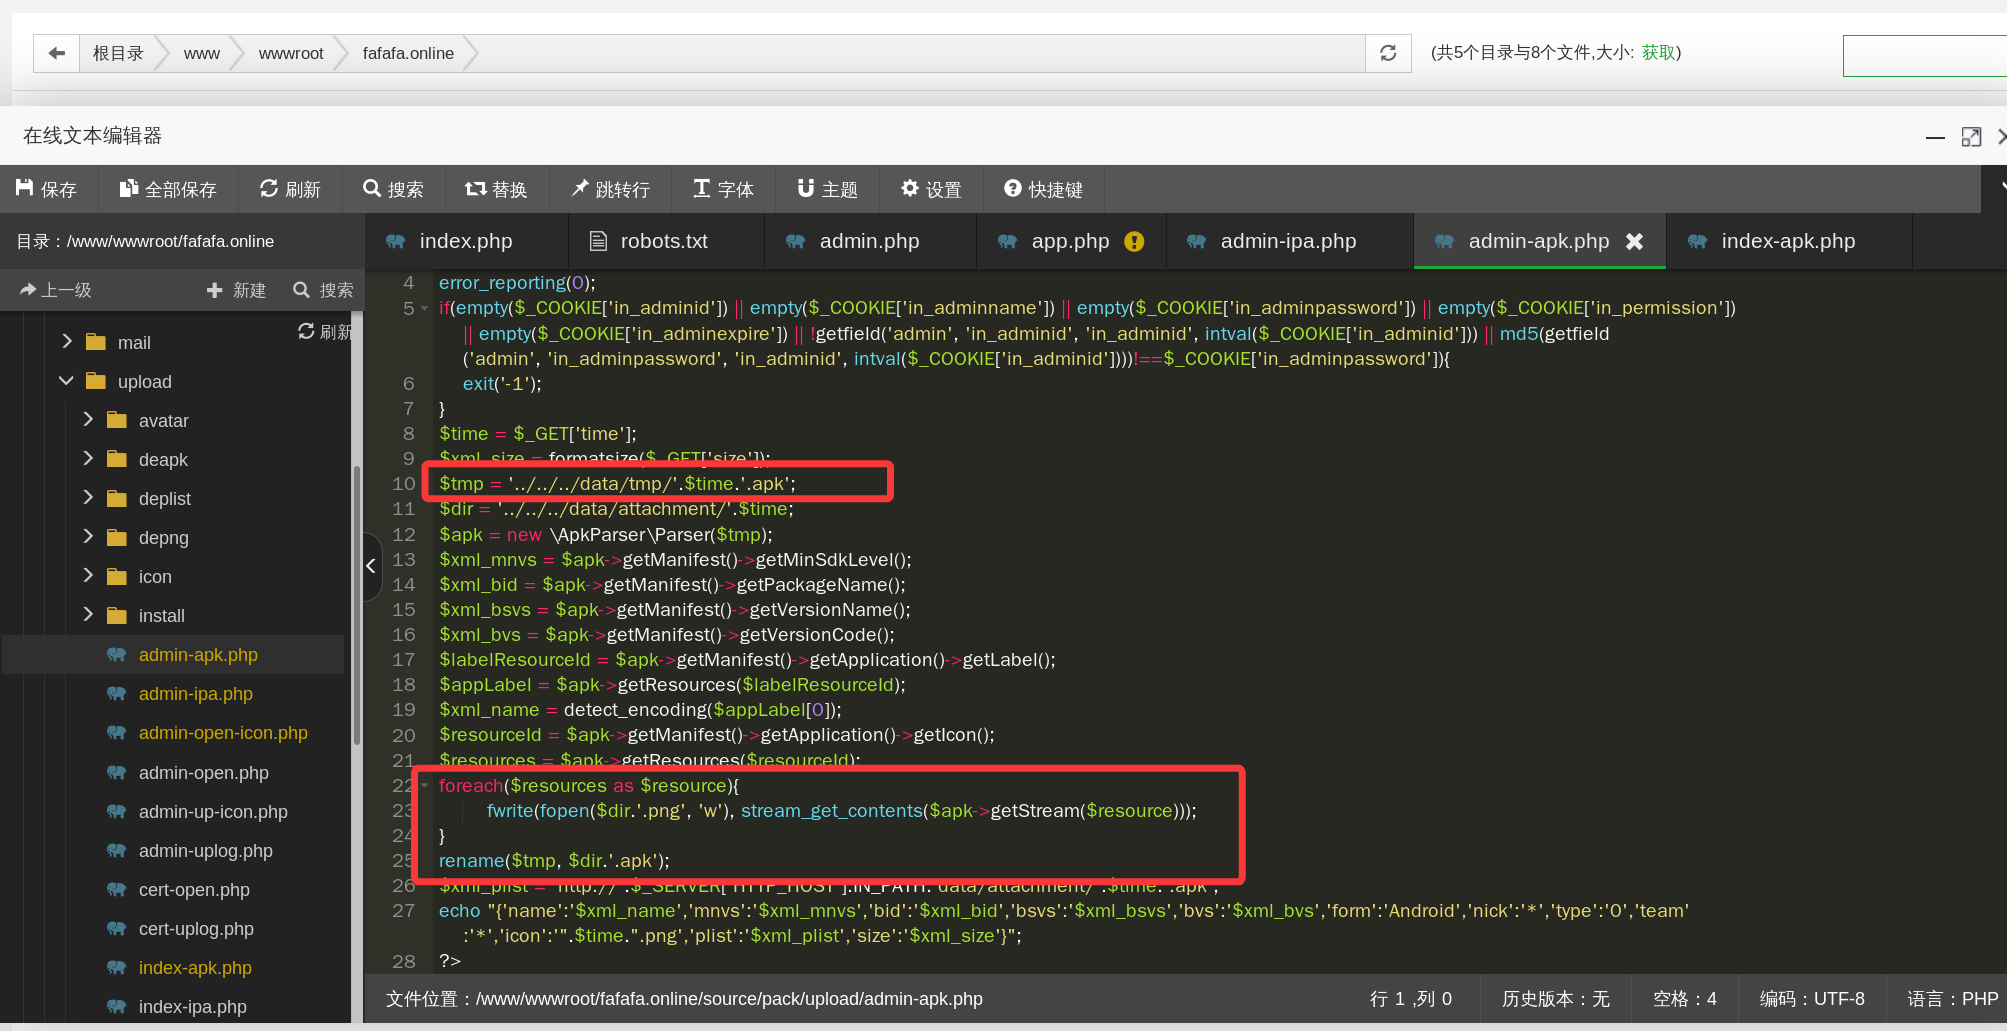 根目录 www wwwroot fafafa.online (共5个目录与8个文件,大小: 获取)
在线文本编辑器
保存 全部保存 刷新 搜索 替换 跳转行 字体 主题 设置 快捷键
目录：/www/wwwroot/fafafa.online
index.php robots.txt admin.php app.php admin-ipa.php admin-apk.php index-apk.php
上一级 新建 搜索
刷新
mail
upload
avatar
deapk
deplist
depng
icon
install
admin-apk.php
admin-ipa.php
admin-open-icon.php
admin-open.php
admin-up-icon.php
admin-uplog.php
cert-open.php
cert-uplog.php
index-apk.php
index-ipa.php
4 error_reporting(0);
5 if(empty($_COOKIE['in_adminid']) || empty($_COOKIE['in_adminname']) || empty($_COOKIE['in_adminpassword']) || empty($_COOKIE['in_permission'])
|| empty($_COOKIE['in_adminexpire']) || !getfield('admin', 'in_adminid', 'in_adminid', intval($_COOKIE['in_adminid'])) || md5(getfield
('admin', 'in_adminpassword', 'in_adminid', intval($_COOKIE['in_adminid'])))!==$_COOKIE['in_adminpassword']){
6 exit('-1');
7 }
8 $time = $_GET['time'];
9 $xml_size = formatsize($_GET['size']);
10 $tmp = '../../../data/tmp/'.$time.'.apk';
11 $dir = '../../../data/attachment/'.$time;
12 $apk = new \ApkParser\Parser($tmp);
13 $xml_mnvs = $apk->getManifest()->getMinSdkLevel();
14 $xml_bid = $apk->getManifest()->getPackageName();
15 $xml_bsvs = $apk->getManifest()->getVersionName();
16 $xml_bvs = $apk->getManifest()->getVersionCode();
17 $labelResourceId = $apk->getManifest()->getApplication()->getLabel();
18 $appLabel = $apk->getResources($labelResourceId);
19 $xml_name = detect_encoding($appLabel[0]);
20 $resourceId = $apk->getManifest()->getApplication()->getIcon();
21 $resources = $apk->getResources($resourceId);
22 foreach($resources as $resource){
23 fwrite(fopen($dir.'.png', 'w'), stream_get_contents($apk->getStream($resource)));
24 }
25 rename($tmp, $dir.'.apk');
26 $xml_plist = 'http://'.$_SERVER['HTTP_HOST'].IN_PATH.'data/attachment/'.$time.'.apk';
27 echo "{'name':'$xml_name','mnvs':'$xml_mnvs','bid':'$xml_bid','bsvs':'$xml_bsvs','bvs':'$xml_bvs','form':'Android','nick':'*','type':'0','team'
:'*','icon':'".$time.".png','plist':'$xml_plist','size':'$xml_size'}";
28 ?>
文件位置：/www/wwwroot/fafafa.online/source/pack/upload/admin-apk.php 行 1 ,列 0 历史版本：无 空格：4 编码：UTF-8 语言：PHP